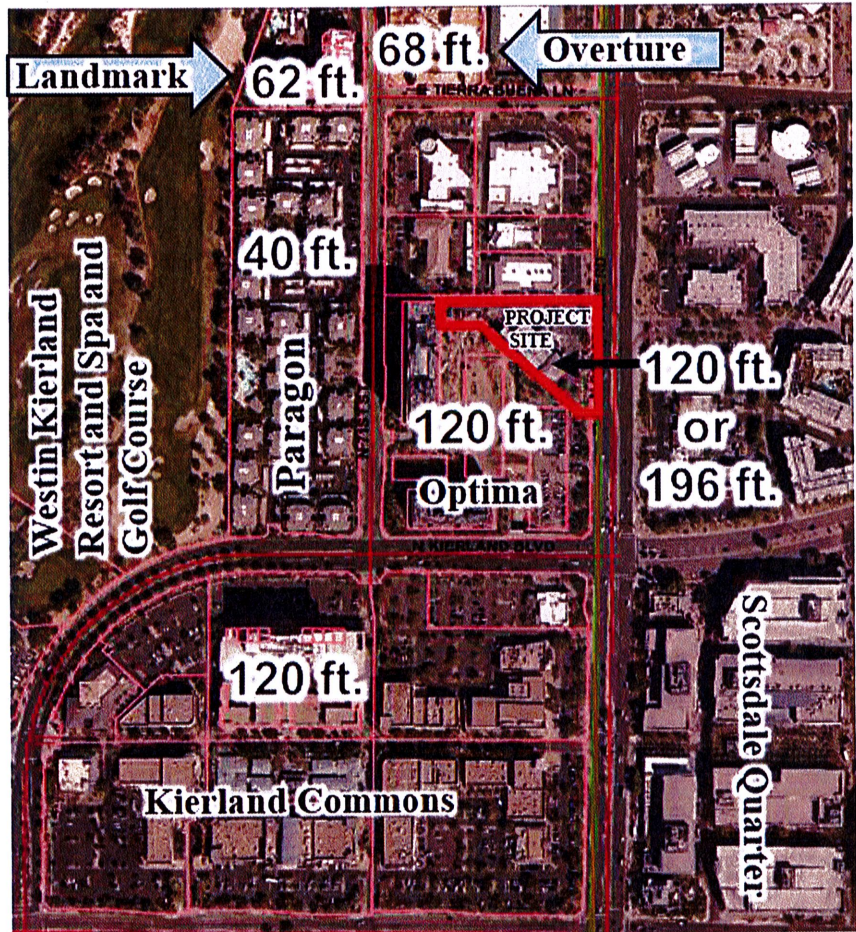 68 ft.
Overture
Landmark
62 ft.
E TIERRA BUENA LN
40 ft.
PROJECT
SITE
Westin Kierland
Resort and Spa and
Golf Course
Paragon
120 ft.
or
196 ft.
120 ft.
Optima
N KIERLAND BLVD
120 ft.
Kierland Commons
Scottsdale Quarter